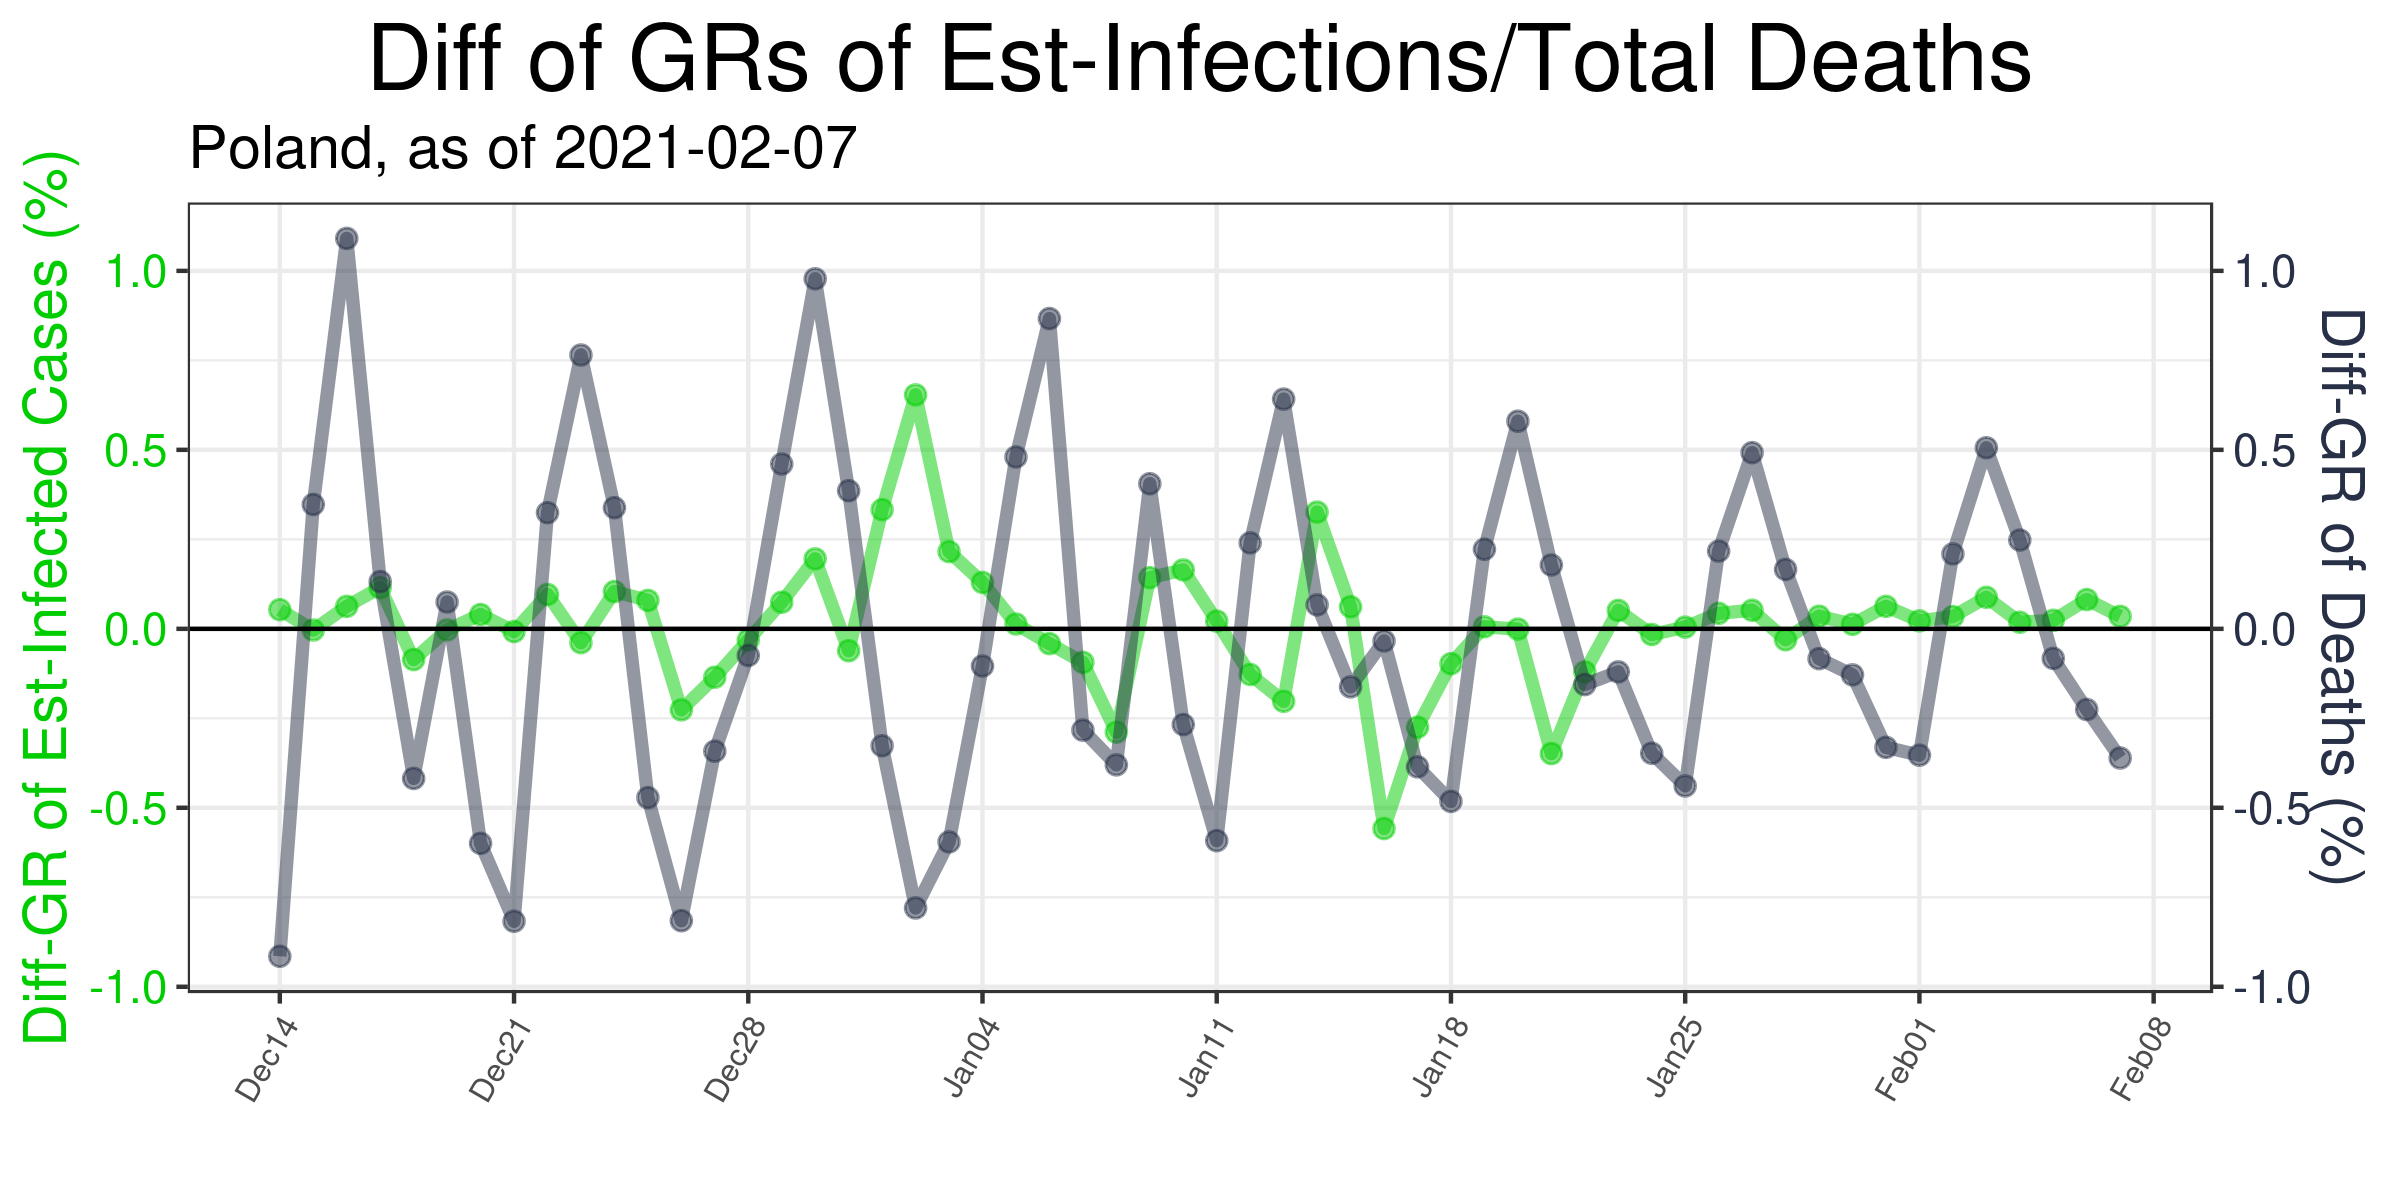 Diff of GRs of Est-Infections/Total Deaths
Poland, as of 2021-02-07
Diff-GR of Est-Infected Cases (%)
1.0
0.5
0.0
-0.5
-1.0
1.0
0.5
0.0
-0.5
-1.0
Diff-GR of Deaths (%)
Dec14
Dec21
Dec28
Jan04
Jan11
Jan18
Jan25
Feb01
Feb08